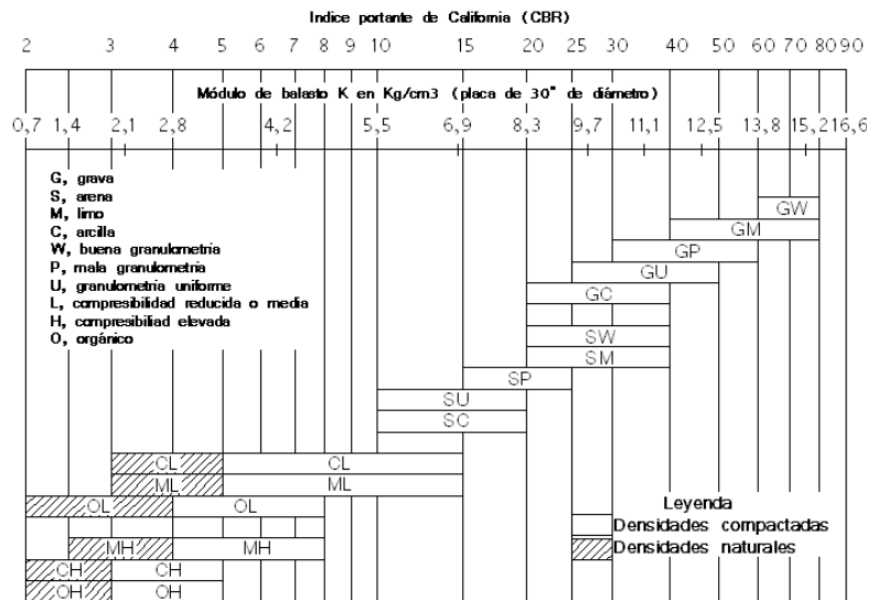 Indice portante de California (CBR)
2 3 4 5 6 7 8 9 10 15 20 25 30 40 50 60 70 80 90
Módulo de balasto K en Kg/cm3 (placa de 30" de diámetro)
0,7 1,4 2,1 2,8 4,2 5,5 6,9 8,3 9,7 11,1 12,5 13,8 15,2 16,6
G, grava
S, arena
M, limo
C, arcilla
W, buena granulometria
P, mala granulometria
U, granulometria uniforme
L, compresibilidad reducida o media
H, compresibiliad elevada
O, orgánico
GW
GM
GP
GU
GC
SW
SM
SP
SU
SC
CL CL
ML ML
OL OL
MH MH
CH CH
OH OH
Leyenda
Densidades compactadas
Densidades naturales